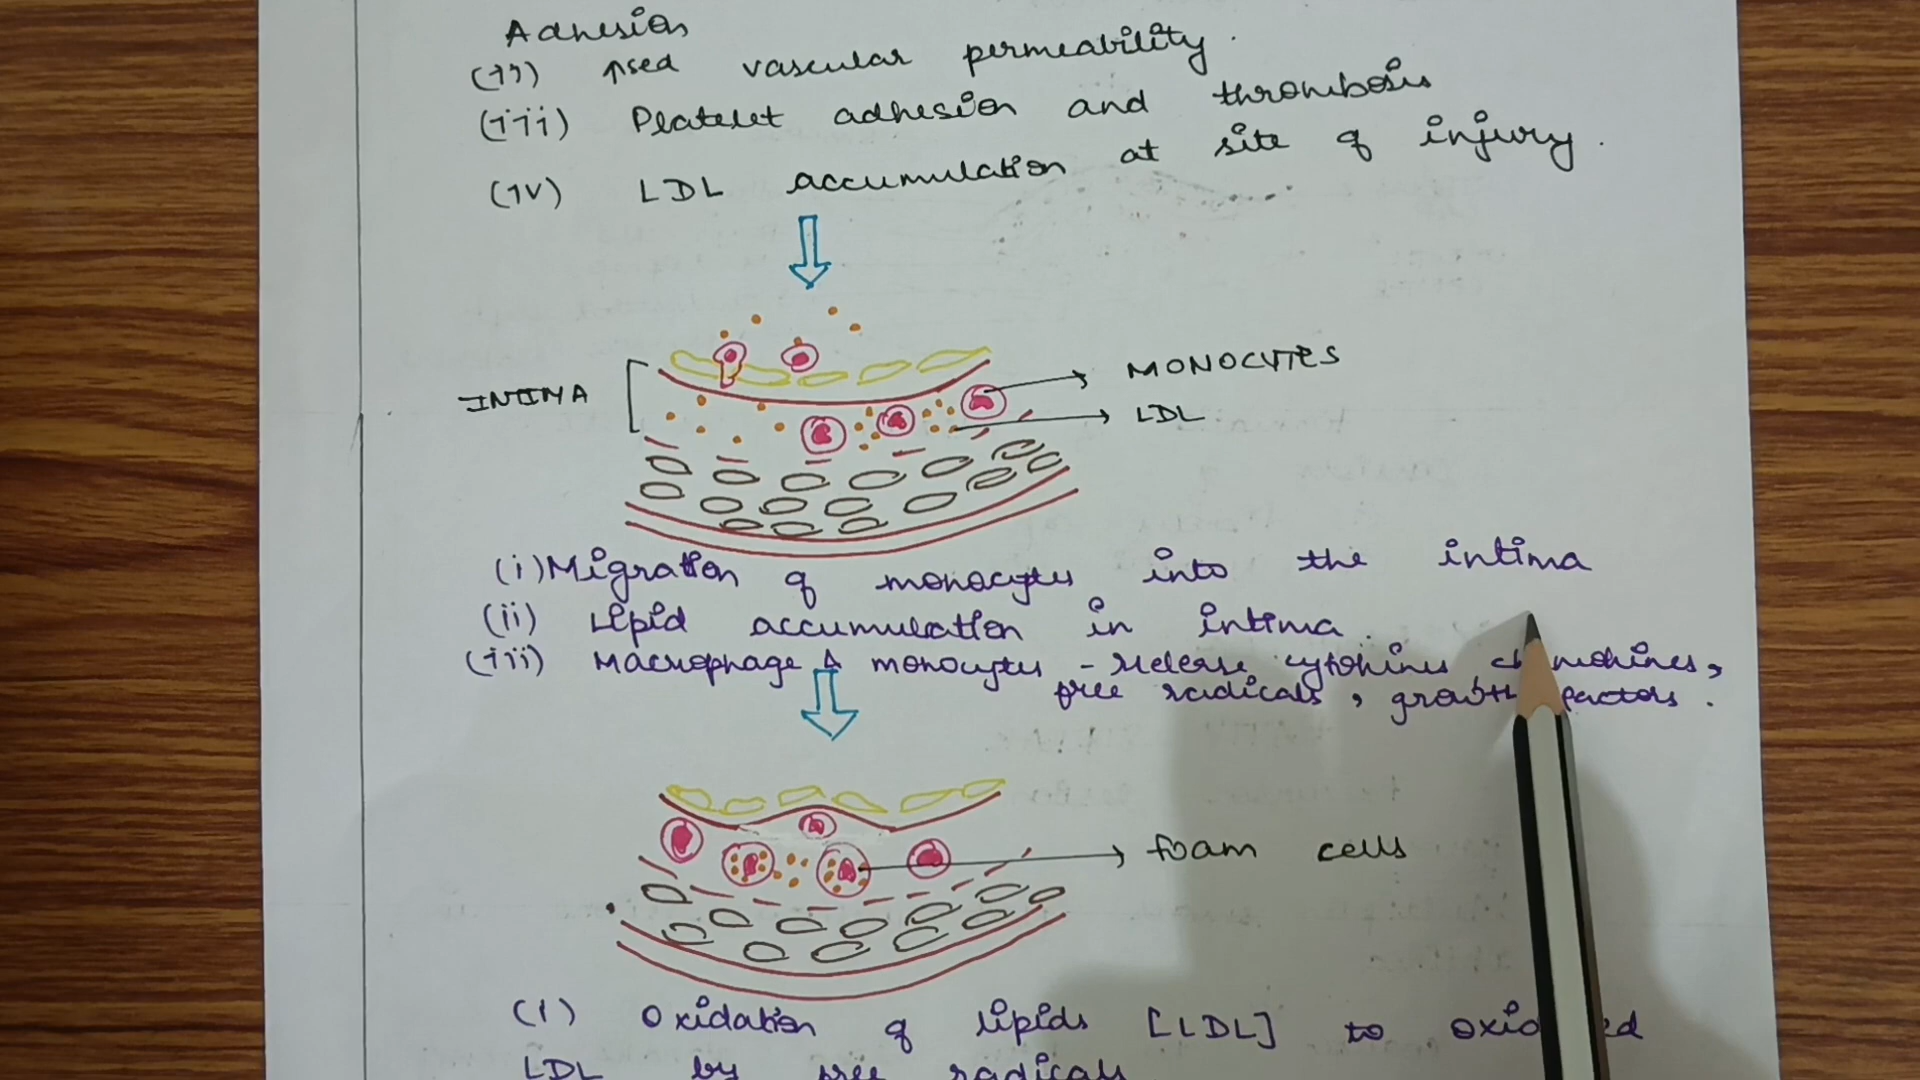 Adhesion
(ii) ↑sed vascular permeability.
(iii) Platelet adhesion and thrombosis
at site of injury.
(iv) LDL accumulation
INTIMA
MONOCYTES
LDL
(i) Migration of monocytes into the intima
(ii) Lipid accumulation in intima.
(iii) Macrophage & monocytes - release cytokines chemokines,
free radicals, growth factors.
foam cells
(i) Oxidation of lipids [LDL] to
LDL by free radicals